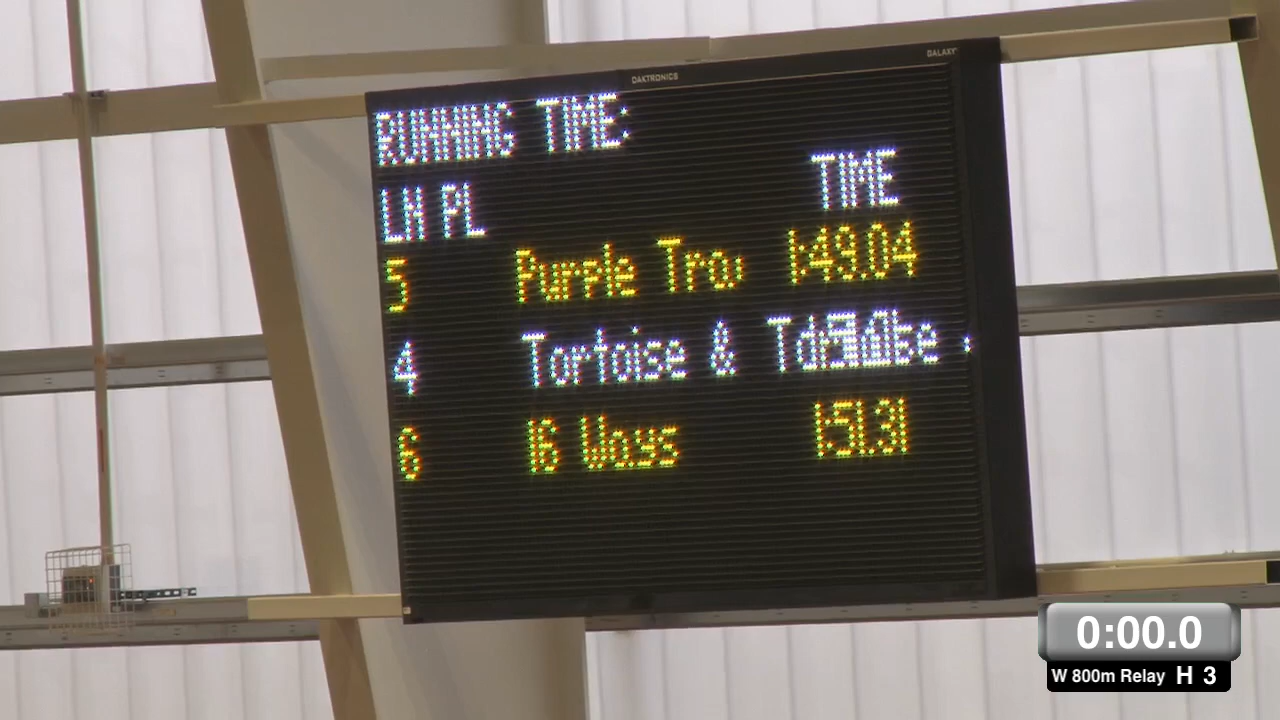 DAKTRONICS
GALAXY
RUNNING TIME:
LN PL TIME
5 Purple Tra 1:49.04
4 Tortoise &
6 16 Ways 1:51.31
0:00.0
W 800m Relay H 3